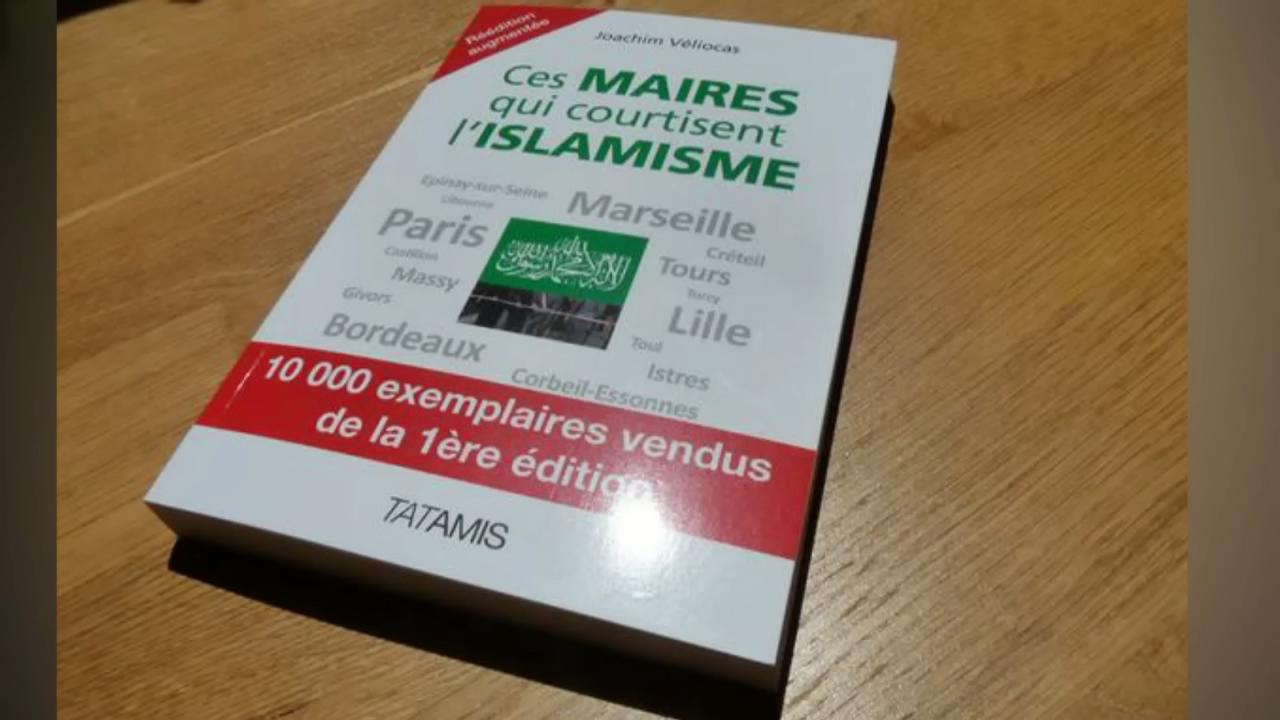 Réédition
augmentée
Joachim Véliocas
Ces MAIRES
qui courtisent
l'ISLAMISME
Epinay-sur-Seine
Libourne
Marseille
Paris
Créteil
Castillon
Tours
Massy
Torcy
Givors
Lille
Bordeaux
Toul
Istres
Corbeil-Essonnes
10 000 exemplaires vendus
de la 1ère édition
TATAMIS